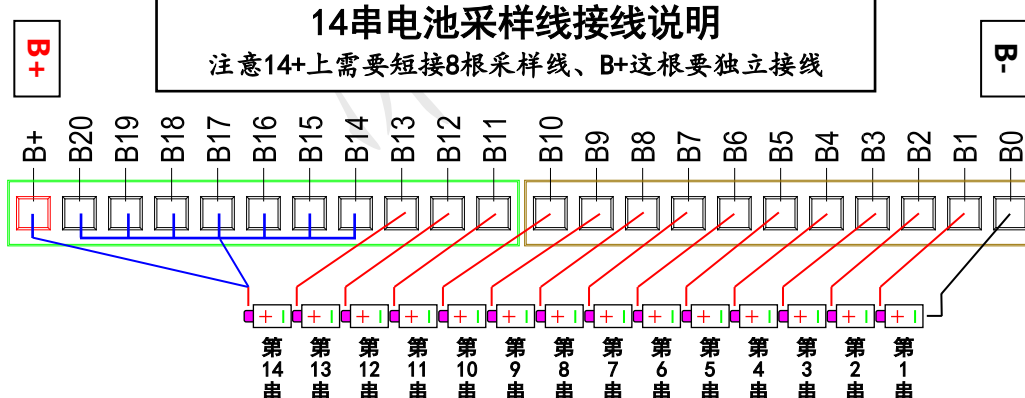 14串电池采样线接线说明
注意14+上需要短接8根采样线、B+这根要独立接线
B+
B-
B+ B20 B19 B18 B17 B16 B15 B14 B13 B12 B11 B10 B9 B8 B7 B6 B5 B4 B3 B2 B1 B0
第14串 第13串 第12串 第11串 第10串 第9串 第8串 第7串 第6串 第5串 第4串 第3串 第2串 第1串